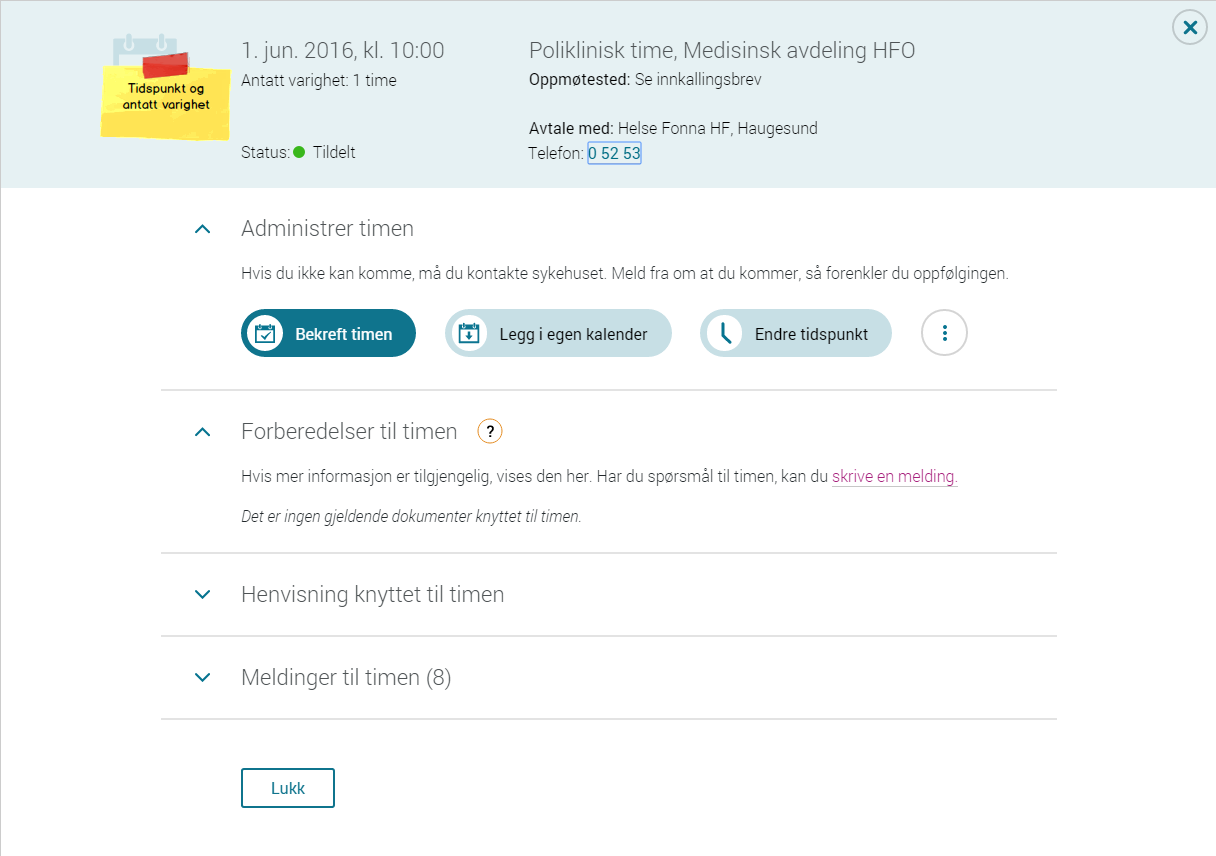 Tidspunkt og
antatt varighet
1. jun. 2016, kl. 10:00
Antatt varighet: 1 time
Status: Tildelt
Poliklinisk time, Medisinsk avdeling HFO
Oppmøtested: Se innkallingsbrev
Avtale med: Helse Fonna HF, Haugesund
Telefon: 0 52 53
Administrer timen
Hvis du ikke kan komme, må du kontakte sykehuset. Meld fra om at du kommer, så forenkler du oppfølgingen.
Bekreft timen
Legg i egen kalender
Endre tidspunkt
Forberedelser til timen ?
Hvis mer informasjon er tilgjengelig, vises den her. Har du spørsmål til timen, kan du skrive en melding.
Det er ingen gjeldende dokumenter knyttet til timen.
Henvisning knyttet til timen
Meldinger til timen (8)
Lukk